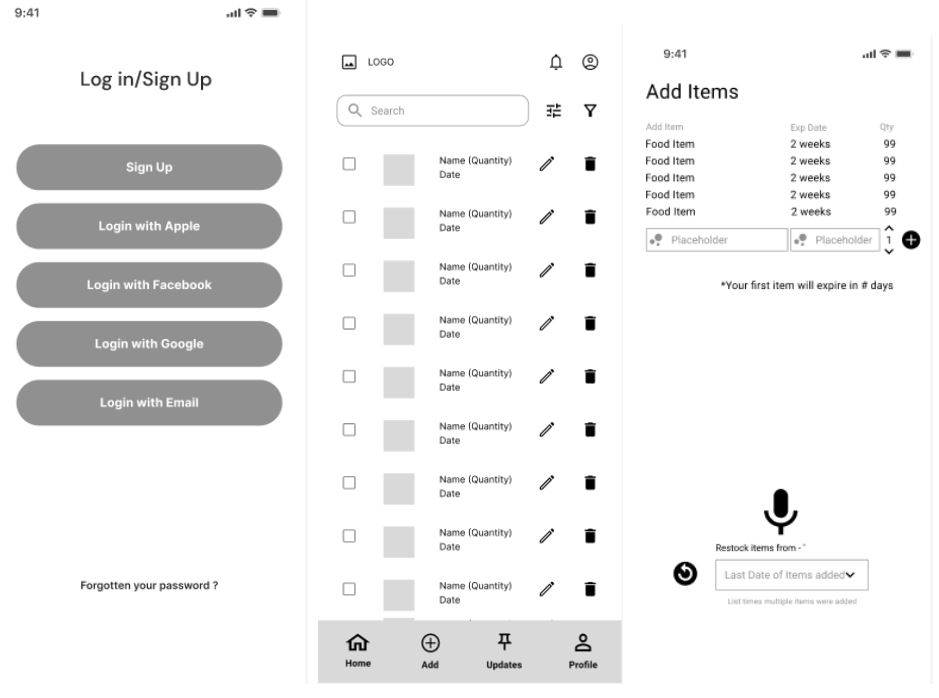 9:41
Log in/Sign Up
Sign Up
Login with Apple
Login with Facebook
Login with Google
Login with Email
Forgotten your password ?
LOGO
Search
Name (Quantity)
Date
Name (Quantity)
Date
Name (Quantity)
Date
Name (Quantity)
Date
Name (Quantity)
Date
Name (Quantity)
Date
Name (Quantity)
Date
Name (Quantity)
Date
Name (Quantity)
Date
Home Add Updates Profile
9:41
Add Items
Add Item Exp Date Qty
Food Item 2 weeks 99
Food Item 2 weeks 99
Food Item 2 weeks 99
Food Item 2 weeks 99
Food Item 2 weeks 99
Placeholder Placeholder 1
*Your first item will expire in # days
Restock items from - *
Last Date of Items added
List times multiple items were added